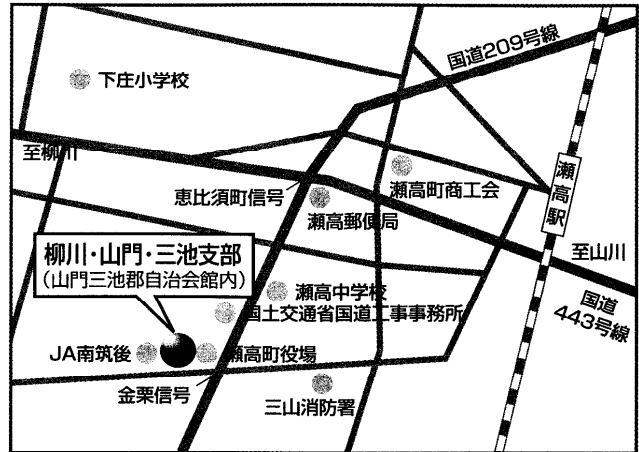 国道209号線
下庄小学校
至柳川
瀬高町商工会
瀬高駅
恵比須町信号
瀬高郵便局
至山川
柳川・山門・三池支部
(山門三池郡自治会館内)
瀬高中学校
国土交通省国道工事事務所
国道
443号線
JA南筑後
瀬高町役場
金栗信号
三山消防署